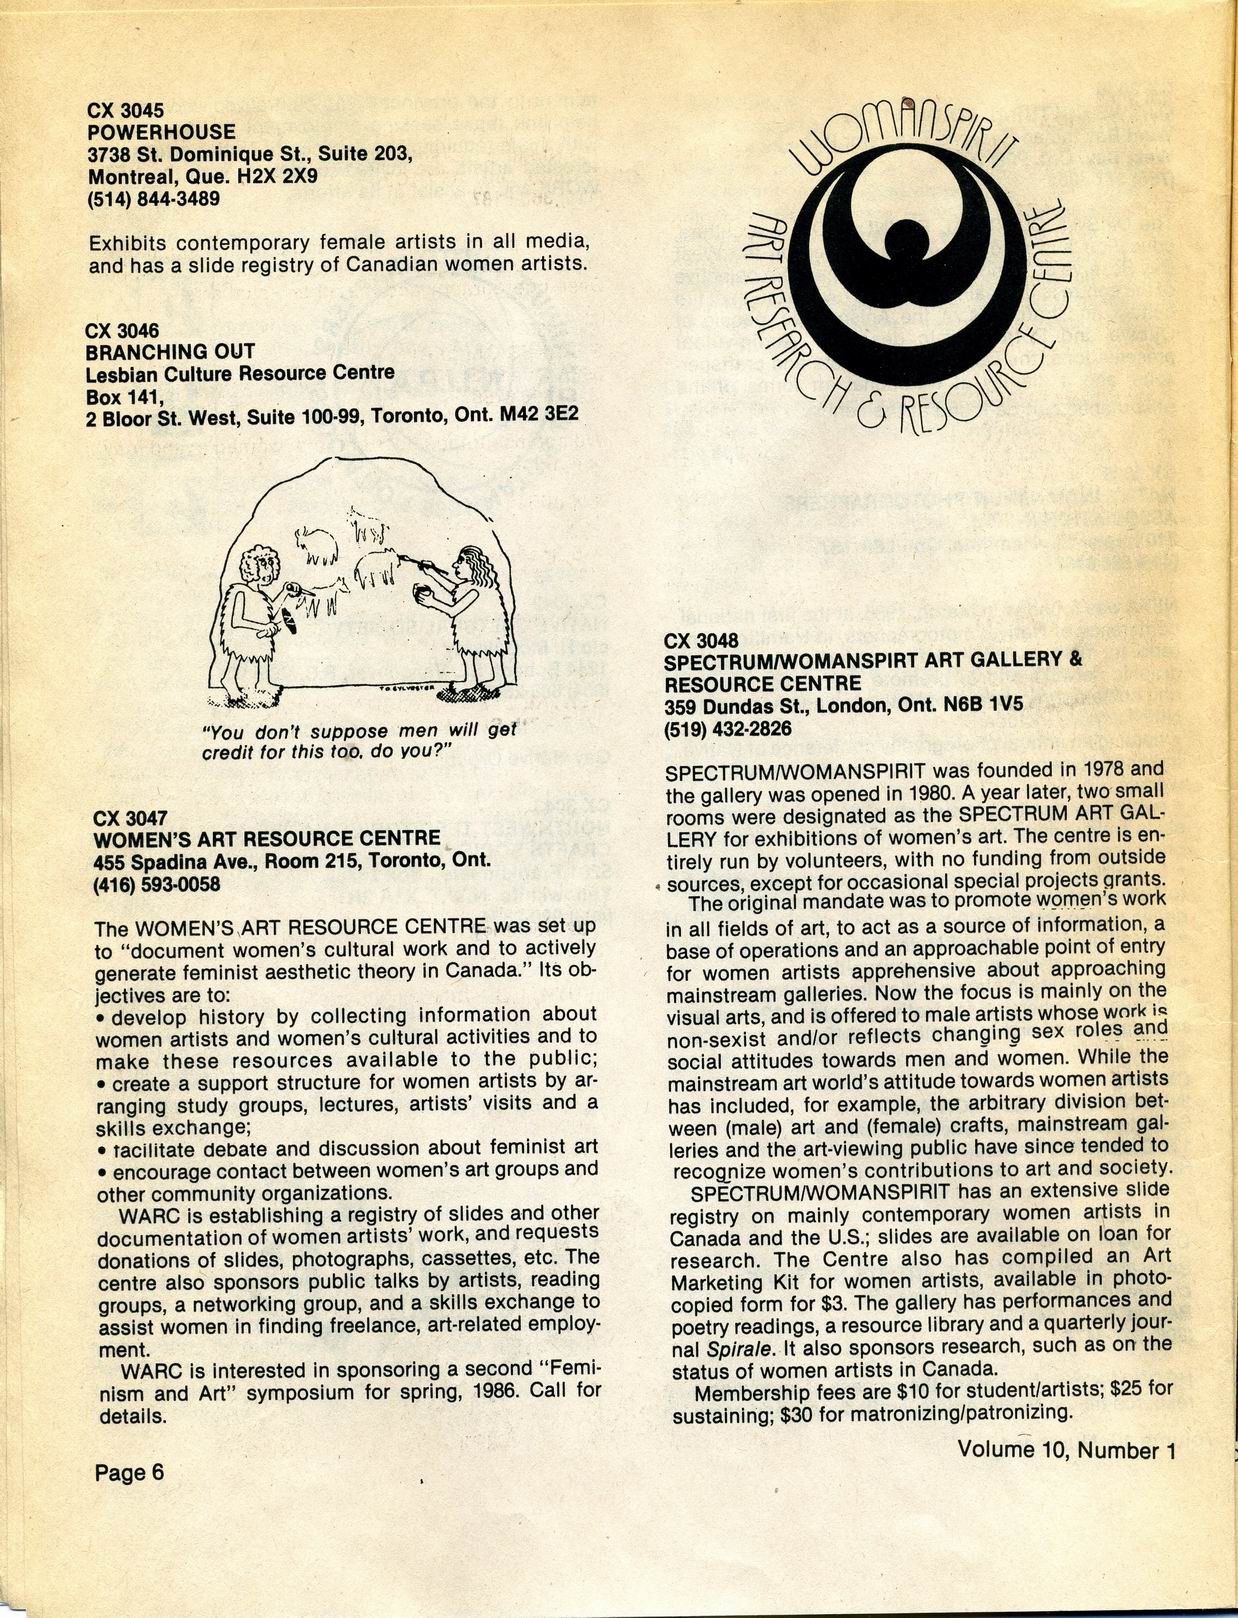 CX 3045
POWERHOUSE
3738 St. Dominique St., Suite 203,
Montreal, Que. H2X 2X9
(514) 844-3489
Exhibits contemporary female artists in all media,
and has a slide registry of Canadian women artists.
CX 3046
BRANCHING OUT
Lesbian Culture Resource Centre
Box 141,
2 Bloor St. West, Suite 100-99, Toronto, Ont. M42 3E2
T.O. SYLVESTER
"You don't suppose men will get
credit for this too, do you?"
CX 3047
WOMEN'S ART RESOURCE CENTRE
455 Spadina Ave., Room 215, Toronto, Ont.
(416) 593-0058
The WOMEN'S ART RESOURCE CENTRE was set up
to "document women's cultural work and to actively
generate feminist aesthetic theory in Canada." Its ob-
jectives are to:
• develop history by collecting information about
women artists and women's cultural activities and to
make these resources available to the public;
• create a support structure for women artists by ar-
ranging study groups, lectures, artists' visits and a
skills exchange;
• facilitate debate and discussion about feminist art
• encourage contact between women's art groups and
other community organizations.
WARC is establishing a registry of slides and other
documentation of women artists' work, and requests
donations of slides, photographs, cassettes, etc. The
centre also sponsors public talks by artists, reading
groups, a networking group, and a skills exchange to
assist women in finding freelance, art-related employ-
ment.
WARC is interested in sponsoring a second "Femi-
nism and Art" symposium for spring, 1986. Call for
details.
Page 6
WOMANSPIRIT
ART RESEARCH & RESOURCE CENTRE
CX 3048
SPECTRUM/WOMANSPIRT ART GALLERY &
RESOURCE CENTRE
359 Dundas St., London, Ont. N6B 1V5
(519) 432-2826
SPECTRUM/WOMANSPIRIT was founded in 1978 and
the gallery was opened in 1980. A year later, two small
rooms were designated as the SPECTRUM ART GAL-
LERY for exhibitions of women's art. The centre is en-
tirely run by volunteers, with no funding from outside
sources, except for occasional special projects grants.
The original mandate was to promote women's work
in all fields of art, to act as a source of information, a
base of operations and an approachable point of entry
for women artists apprehensive about approaching
mainstream galleries. Now the focus is mainly on the
visual arts, and is offered to male artists whose work is
non-sexist and/or reflects changing sex roles and
social attitudes towards men and women. While the
mainstream art world's attitude towards women artists
has included, for example, the arbitrary division bet-
ween (male) art and (female) crafts, mainstream gal-
leries and the art-viewing public have since tended to
recognize women's contributions to art and society.
SPECTRUM/WOMANSPIRIT has an extensive slide
registry on mainly contemporary women artists in
Canada and the U.S.; slides are available on loan for
research. The Centre also has compiled an Art
Marketing Kit for women artists, available in photo-
copied form for $3. The gallery has performances and
poetry readings, a resource library and a quarterly jour-
nal Spirale. It also sponsors research, such as on the
status of women artists in Canada.
Membership fees are $10 for student/artists; $25 for
sustaining; $30 for matronizing/patronizing.
Volume 10, Number 1